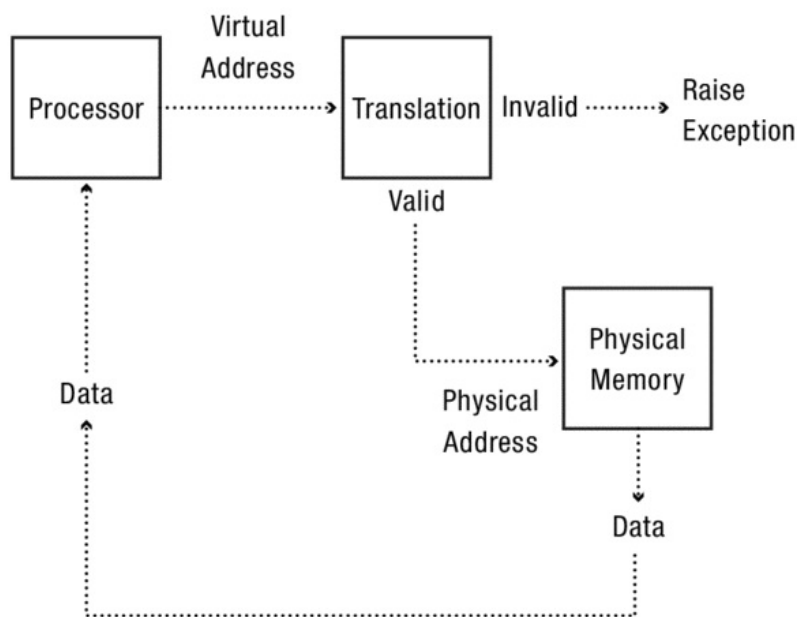 Virtual
Address
Processor
Translation
Invalid
Raise
Exception
Valid
Physical
Memory
Data
Physical
Address
Data